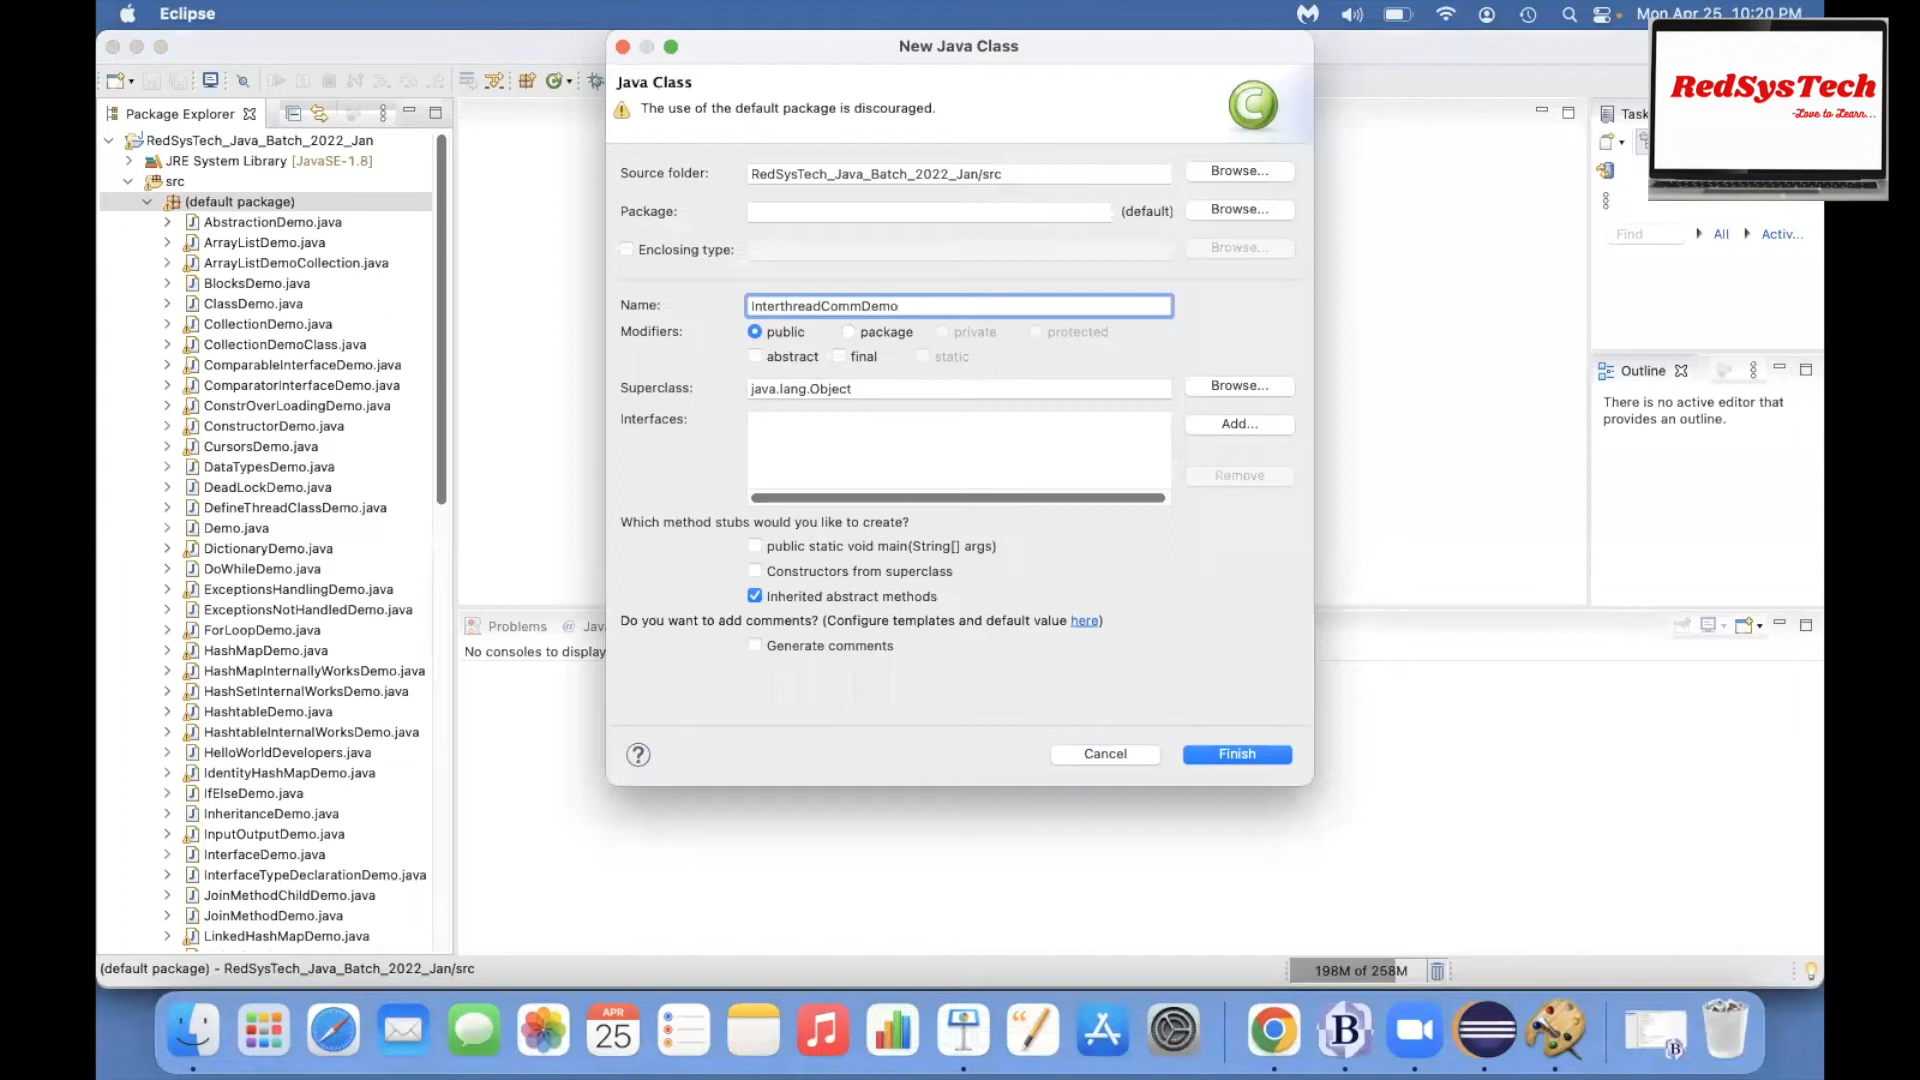 Eclipse
Mon Apr 25 10:20 PM
New Java Class
RedSysTech
-Love to Learn...
Java Class
The use of the default package is discouraged.
Package Explorer
RedSysTech_Java_Batch_2022_Jan
JRE System Library [JavaSE-1.8]
src
(default package)
AbstractionDemo.java
ArrayListDemo.java
ArrayListDemoCollection.java
BlocksDemo.java
ClassDemo.java
CollectionDemo.java
CollectionDemoClass.java
ComparableInterfaceDemo.java
ComparatorInterfaceDemo.java
ConstrOverLoadingDemo.java
ConstructorDemo.java
CursorsDemo.java
DataTypesDemo.java
DeadLockDemo.java
DefineThreadClassDemo.java
Demo.java
DictionaryDemo.java
DoWhileDemo.java
ExceptionsHandlingDemo.java
ExceptionsNotHandledDemo.java
ForLoopDemo.java
HashMapDemo.java
HashMapInternallyWorksDemo.java
HashSetInternalWorksDemo.java
HashtableDemo.java
HashtableInternalWorksDemo.java
HelloWorldDevelopers.java
IdentityHashMapDemo.java
IfElseDemo.java
InheritanceDemo.java
InputOutputDemo.java
InterfaceDemo.java
InterfaceTypeDeclarationDemo.java
JoinMethodChildDemo.java
JoinMethodDemo.java
LinkedHashMapDemo.java
Source folder: RedSysTech_Java_Batch_2022_Jan/src Browse...
Package: (default) Browse...
Enclosing type: Browse...
Name: InterthreadCommDemo
Modifiers: public package private protected
abstract final static
Superclass: java.lang.Object Browse...
Interfaces: Add...
Remove
Which method stubs would you like to create?
public static void main(String[] args)
Constructors from superclass
Inherited abstract methods
Do you want to add comments? (Configure templates and default value here)
Generate comments
Cancel Finish
Task
Find All Activ...
Outline
There is no active editor that
provides an outline.
Problems @ Jav
No consoles to display
(default package) - RedSysTech_Java_Batch_2022_Jan/src
198M of 258M
APR
25